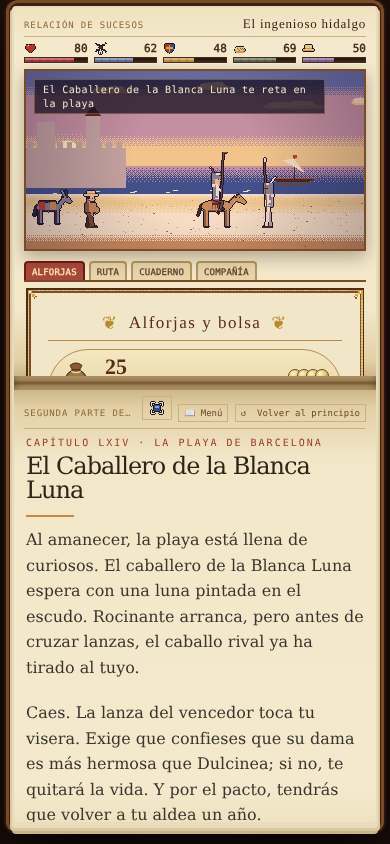 RELACIÓN DE SUCESOS
El ingenioso hidalgo
80 62 48 69 50
El Caballero de la Blanca Luna te reta en
la playa
ALFORJAS RUTA CUADERNO COMPAÑÍA
Alforjas y bolsa
25
SEGUNDA PARTE DE… Menú ↺ Volver al principio
CAPÍTULO LXIV · LA PLAYA DE BARCELONA
El Caballero de la Blanca
Luna
Al amanecer, la playa está llena de
curiosos. El caballero de la Blanca Luna
espera con una luna pintada en el
escudo. Rocinante arranca, pero antes de
cruzar lanzas, el caballo rival ya ha
tirado al tuyo.
Caes. La lanza del vencedor toca tu
visera. Exige que confieses que su dama
es más hermosa que Dulcinea; si no, te
quitará la vida. Y por el pacto, tendrás
que volver a tu aldea un año.